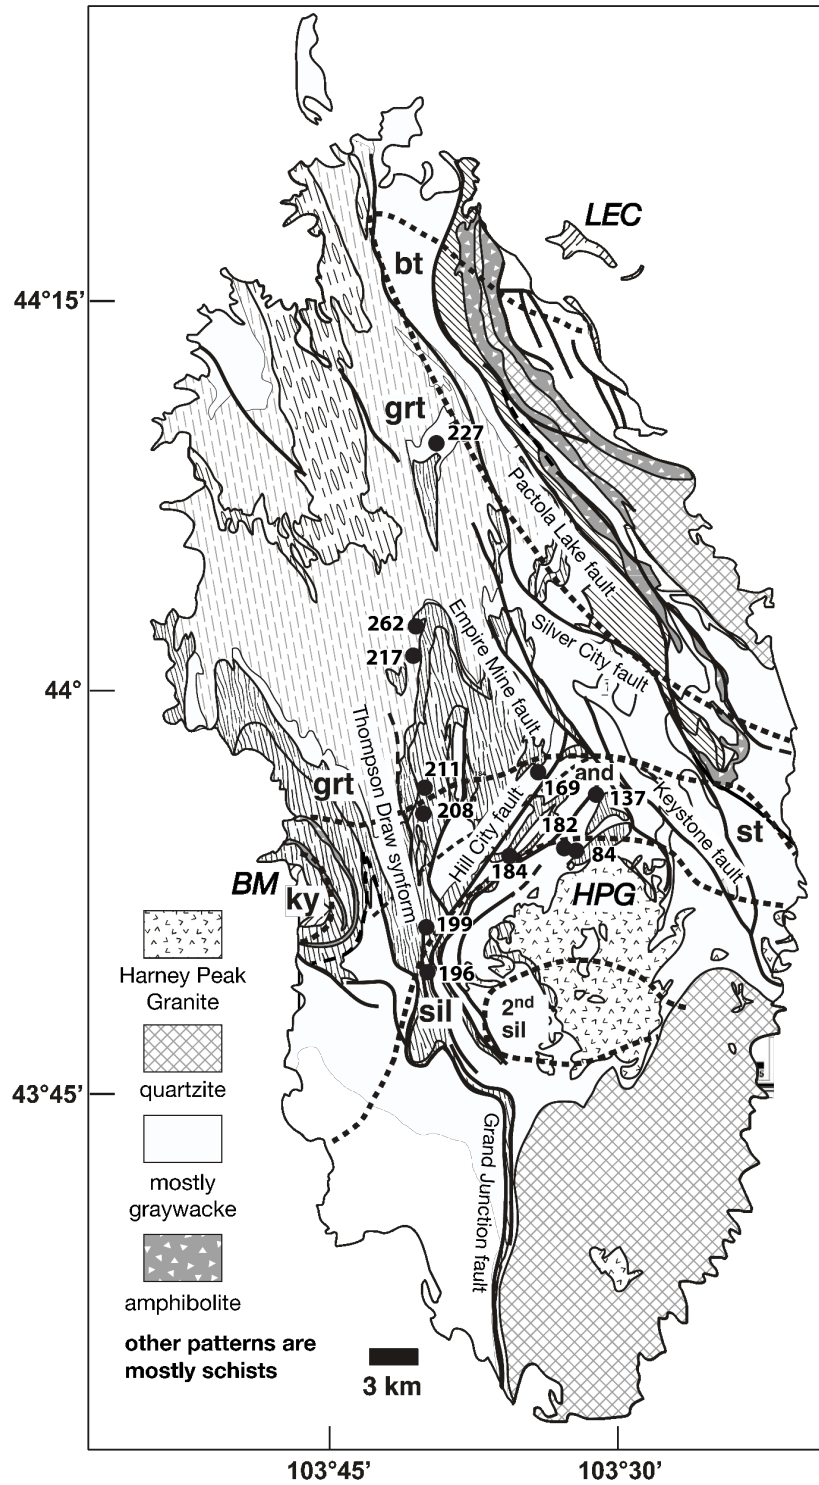 LEC
bt
44°15’
grt
227
Pactola Lake fault
262
Empire Mine fault
Silver City fault
217
44°
Thompson Draw synform
grt
211
and
169
137
Keystone fault
208
Hill City fault
182
st
184
84
BM
ky
HPG
199
196
Harney Peak
Granite
sil
2nd
sil
quartzite
43°45’
mostly
graywacke
Grand Junction fault
amphibolite
other patterns are
mostly schists
3 km
103°45’
103°30’